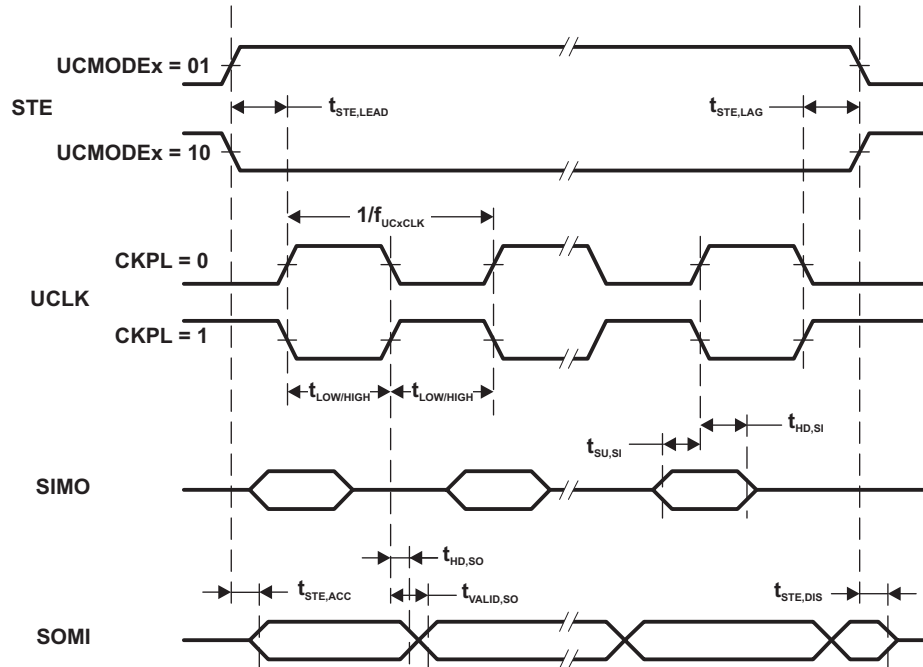 UCMODEx = 01
STE
t_STE,LEAD
t_STE,LAG
UCMODEx = 10
1/f_UCxCLK
CKPL = 0
UCLK
CKPL = 1
t_LOW/HIGH t_LOW/HIGH
t_HD,SI
t_SU,SI
SIMO
t_HD,SO
t_STE,ACC
t_VALID,SO
t_STE,DIS
SOMI